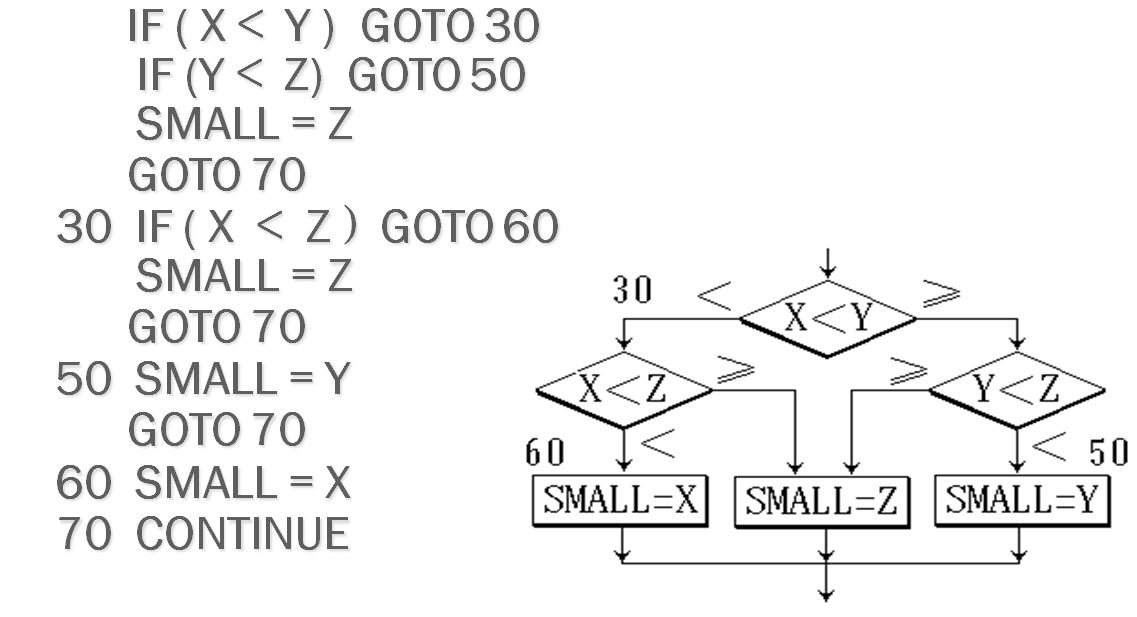 IF ( X < Y ) GOTO 30
IF (Y < Z) GOTO 50
SMALL = Z
GOTO 70
30 IF ( X < Z ) GOTO 60
SMALL = Z
GOTO 70
50 SMALL = Y
GOTO 70
60 SMALL = X
70 CONTINUE
30 < ≥
X<Y
≥ ≥
X<Z Y<Z
60 < < 50
SMALL=X SMALL=Z SMALL=Y